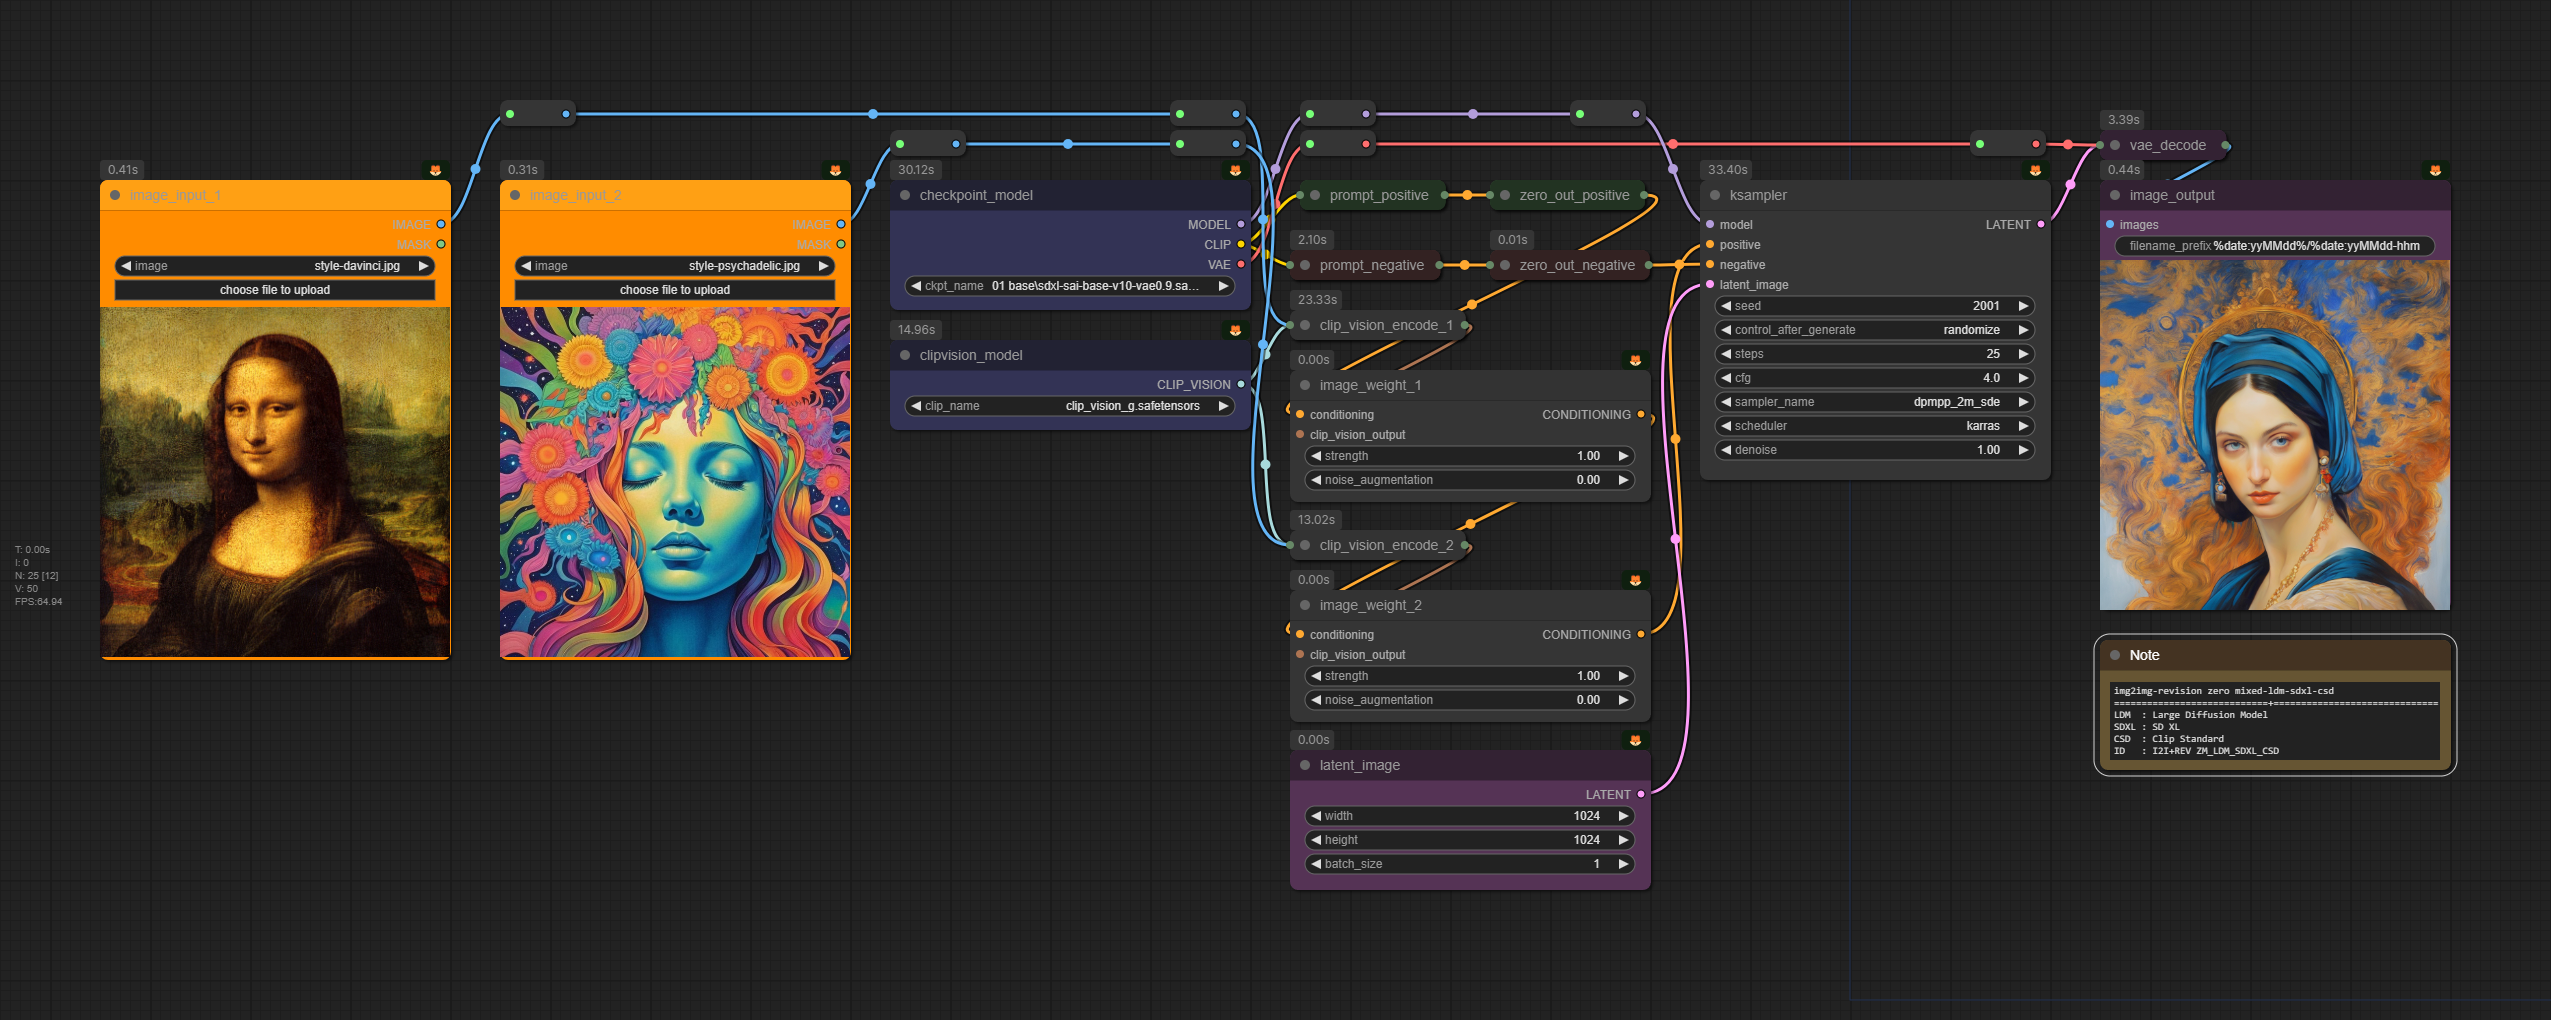 0.41s
image_input_1
IMAGE
MASK
image style-davinci.jpg
choose file to upload
T: 0.00s
I: 0
N: 25 [12]
V: 50
FPS:64.94
0.31s
image_input_2
IMAGE
MASK
image style-psychadelic.jpg
choose file to upload
30.12s
checkpoint_model
MODEL
CLIP
VAE
ckpt_name 01 base\sdxl-sai-base-v10-vae0.9.sa...
14.96s
clipvision_model
CLIP_VISION
clip_name clip_vision_g.safetensors
prompt_positive
zero_out_positive
2.10s
prompt_negative
0.01s
zero_out_negative
23.33s
clip_vision_encode_1
0.00s
image_weight_1
conditioning CONDITIONING
clip_vision_output
strength 1.00
noise_augmentation 0.00
13.02s
clip_vision_encode_2
0.00s
image_weight_2
conditioning CONDITIONING
clip_vision_output
strength 1.00
noise_augmentation 0.00
0.00s
latent_image
LATENT
width 1024
height 1024
batch_size 1
33.40s
ksampler
model LATENT
positive
negative
latent_image
seed 2001
control_after_generate randomize
steps 25
cfg 4.0
sampler_name dpmpp_2m_sde
scheduler karras
denoise 1.00
3.39s
vae_decode
0.44s
image_output
images
filename_prefix %date:yyMMdd%/%date:yyMMdd-hhm
Note
img2img-revision zero mixed-ldm-sdxl-csd
============================+==============================
LDM : Large Diffusion Model
SDXL : SD XL
CSD : Clip Standard
ID : I2I+REV ZM_LDM_SDXL_CSD